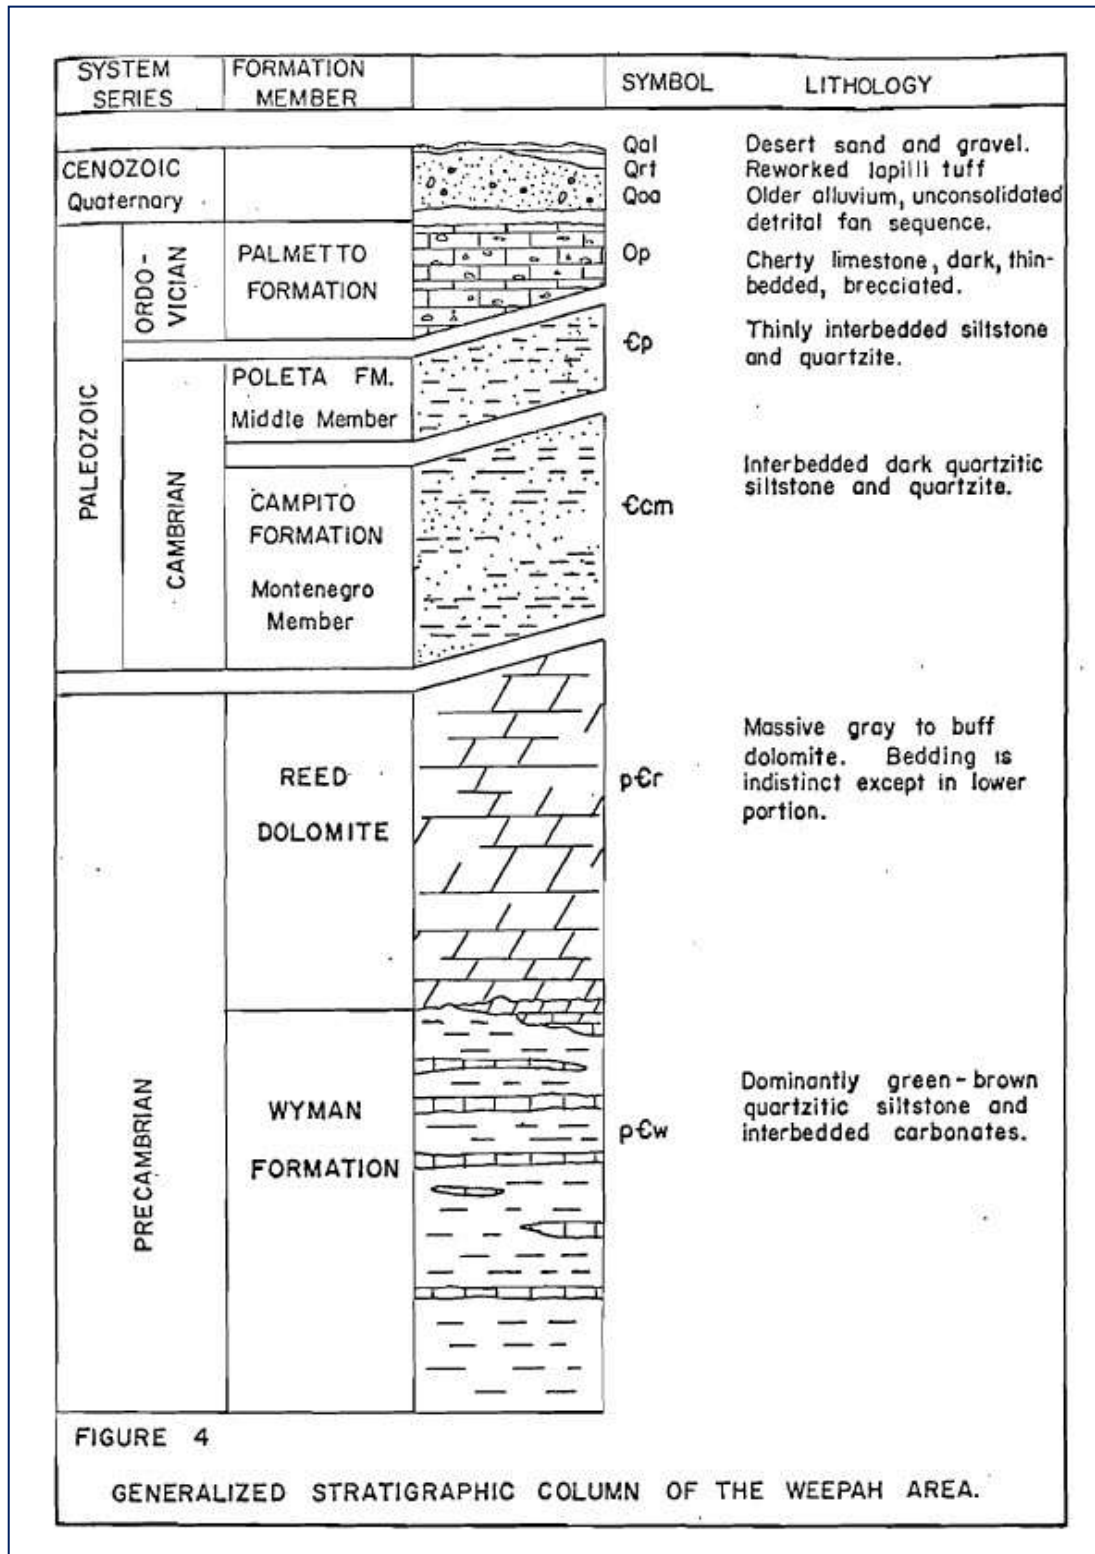 SYSTEM
SERIES
FORMATION
MEMBER
SYMBOL
LITHOLOGY
CENOZOIC
Quaternary
Qal
Desert sand and gravel.
Qrt
Reworked lapilli tuff
Qoa
Older alluvium, unconsolidated
detrital fan sequence.
PALEOZOIC
ORDO-
VICIAN
PALMETTO
FORMATION
Op
Cherty limestone, dark, thin-
bedded, brecciated.
CAMBRIAN
POLETA FM.
Middle Member
Єp
Thinly interbedded siltstone
and quartzite.
CAMPITO
FORMATION
Montenegro
Member
Єcm
Interbedded dark quartzitic
siltstone and quartzite.
PRECAMBRIAN
REED
DOLOMITE
pЄr
Massive gray to buff
dolomite. Bedding is
indistinct except in lower
portion.
WYMAN
FORMATION
pЄw
Dominantly green-brown
quartzitic siltstone and
interbedded carbonates.
FIGURE 4
GENERALIZED STRATIGRAPHIC COLUMN OF THE WEEPAH AREA.